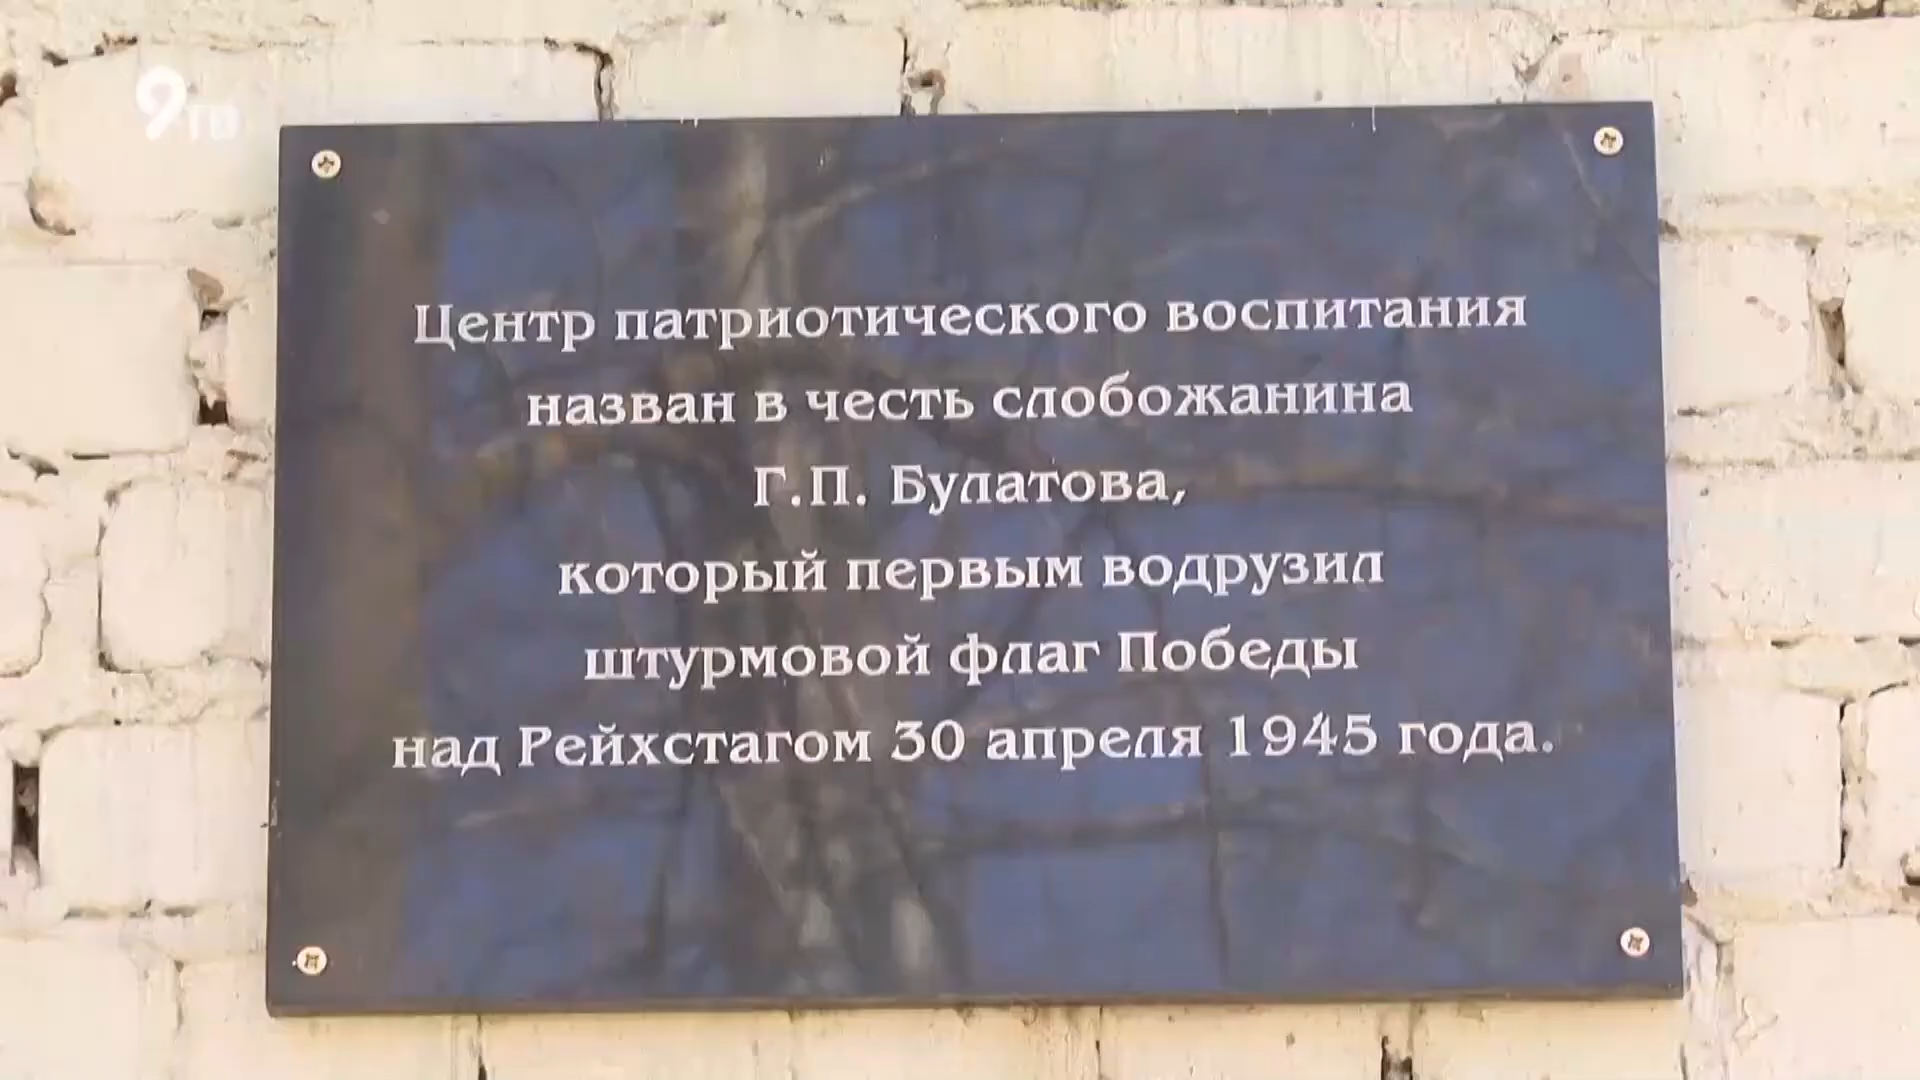 9тв
Центр патриотического воспитания
назван в честь слобожанина
Г.П. Булатова,
который первым водрузил
штурмовой флаг Победы
над Рейхстагом 30 апреля 1945 года.